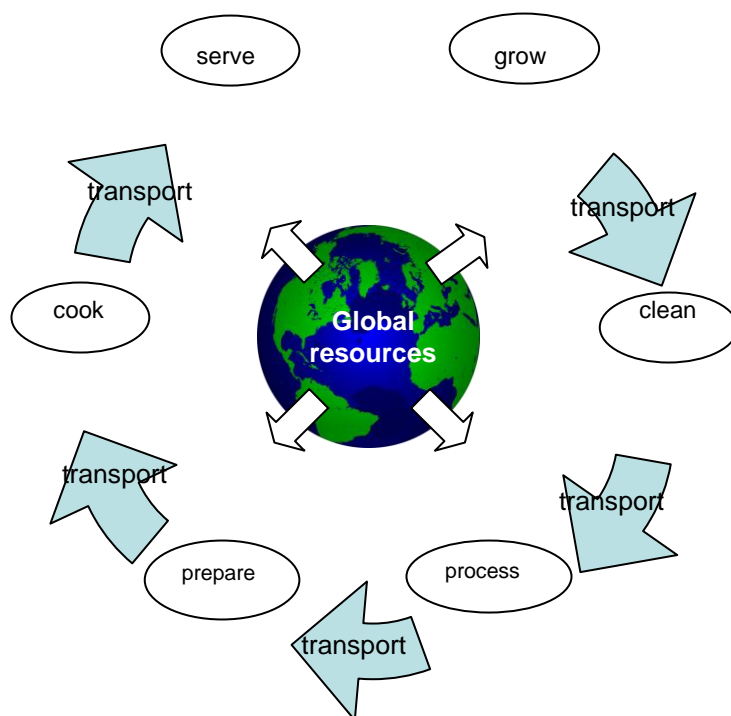 serve
grow
transport
transport
cook
Global
resources
clean
transport
transport
prepare
process
transport